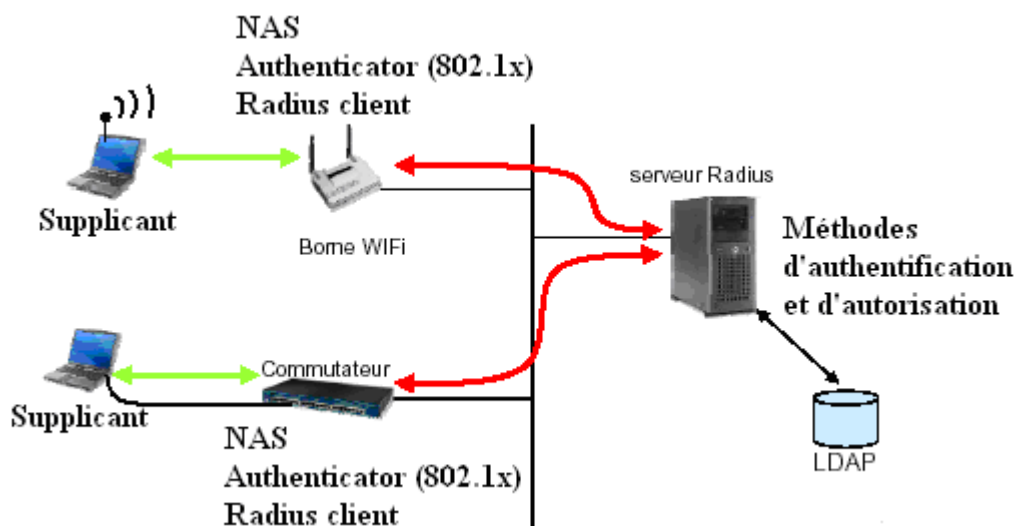 NAS
Authenticator (802.1x)
Radius client
Supplicant
Borne WIFi
serveur Radius
Méthodes
d'authentification
et d'autorisation
Commutateur
Supplicant
NAS
Authenticator (802.1x)
Radius client
LDAP